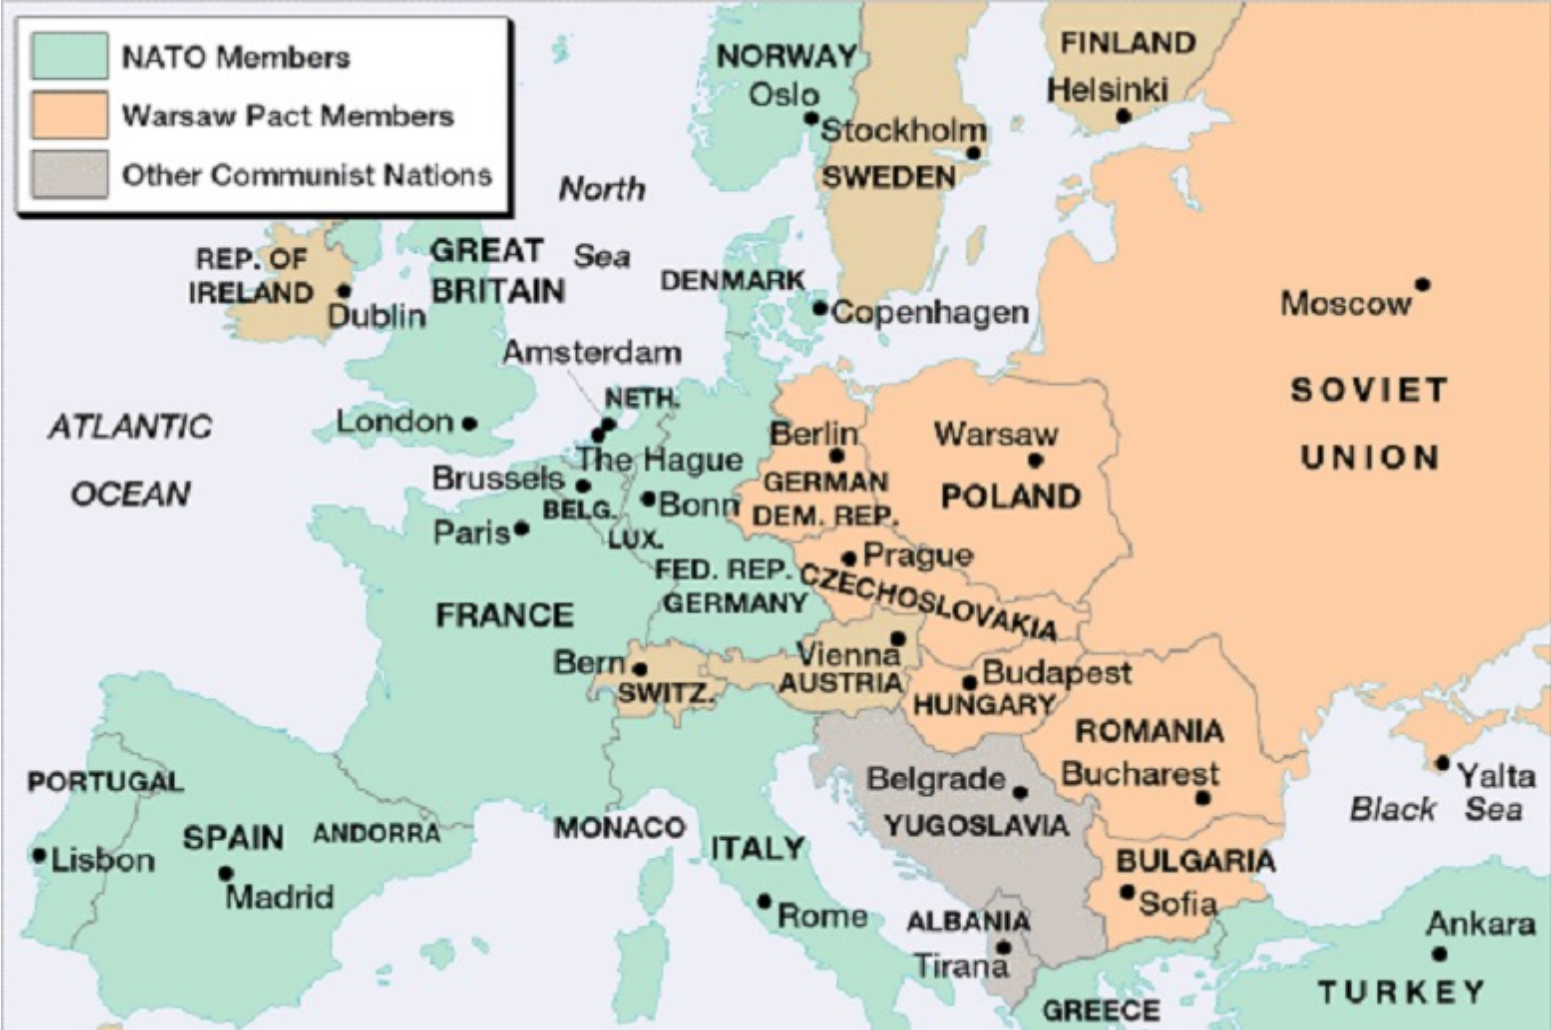 NATO Members
Warsaw Pact Members
Other Communist Nations
NORWAY
Oslo
Stockholm
SWEDEN
FINLAND
Helsinki
North
Sea
REP. OF
IRELAND
Dublin
GREAT
BRITAIN
DENMARK
Copenhagen
Moscow
SOVIET
UNION
Amsterdam
NETH.
London
The Hague
ATLANTIC
OCEAN
Brussels
BELG.
Bonn
Paris
LUX.
Berlin
GERMAN
DEM. REP.
Warsaw
POLAND
Prague
CZECHOSLOVAKIA
FED. REP.
GERMANY
FRANCE
Bern
SWITZ.
Vienna
AUSTRIA
Budapest
HUNGARY
ROMANIA
Bucharest
Belgrade
YUGOSLAVIA
Yalta
Black Sea
PORTUGAL
Lisbon
SPAIN
Madrid
ANDORRA
MONACO
ITALY
Rome
BULGARIA
Sofia
ALBANIA
Tirana
GREECE
Ankara
TURKEY